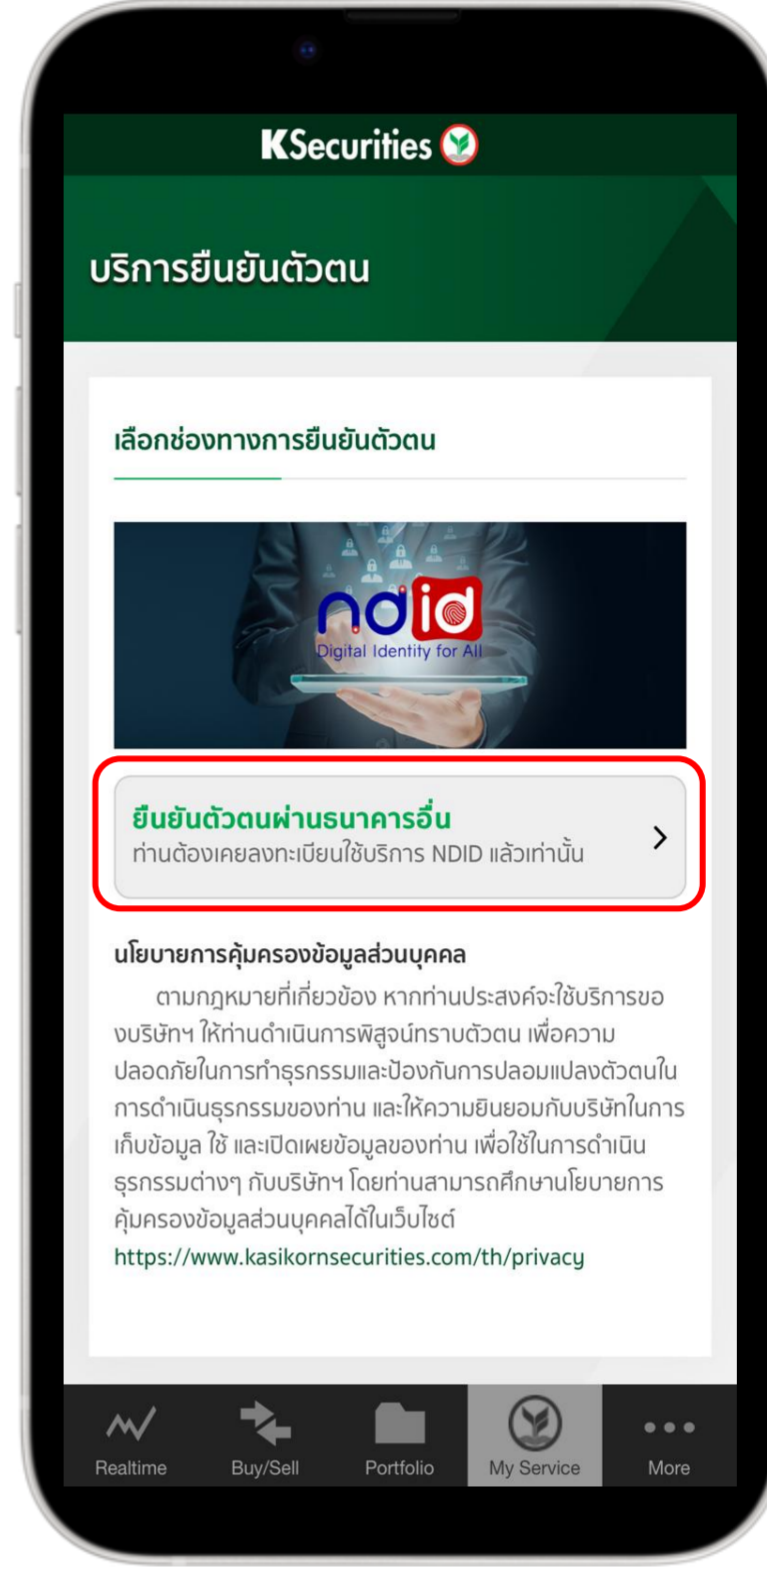 KSecurities
บริการยืนยันตัวตน
เลือกช่องทางการยืนยันตัวตน
ndid
Digital Identity for All
ยืนยันตัวตนผ่านธนาคารอื่น
ท่านต้องเคยลงทะเบียนใช้บริการ NDID แล้วเท่านั้น
นโยบายการคุ้มครองข้อมูลส่วนบุคคล
ตามกฎหมายที่เกี่ยวข้อง หากท่านประสงค์จะใช้บริการขอ
งบริษัทฯ ให้ท่านดำเนินการพิสูจน์ทราบตัวตน เพื่อความ
ปลอดภัยในการทำธุรกรรมและป้องกันการปลอมแปลงตัวตนใน
การดำเนินธุรกรรมของท่าน และให้ความยินยอมกับบริษัทในการ
เก็บข้อมูล ใช้ และเปิดเผยข้อมูลของท่าน เพื่อใช้ในการดำเนิน
ธุรกรรมต่างๆ กับบริษัทฯ โดยท่านสามารถศึกษานโยบายการ
คุ้มครองข้อมูลส่วนบุคคลได้ในเว็บไซต์
https://www.kasikornsecurities.com/th/privacy
Realtime Buy/Sell Portfolio My Service More